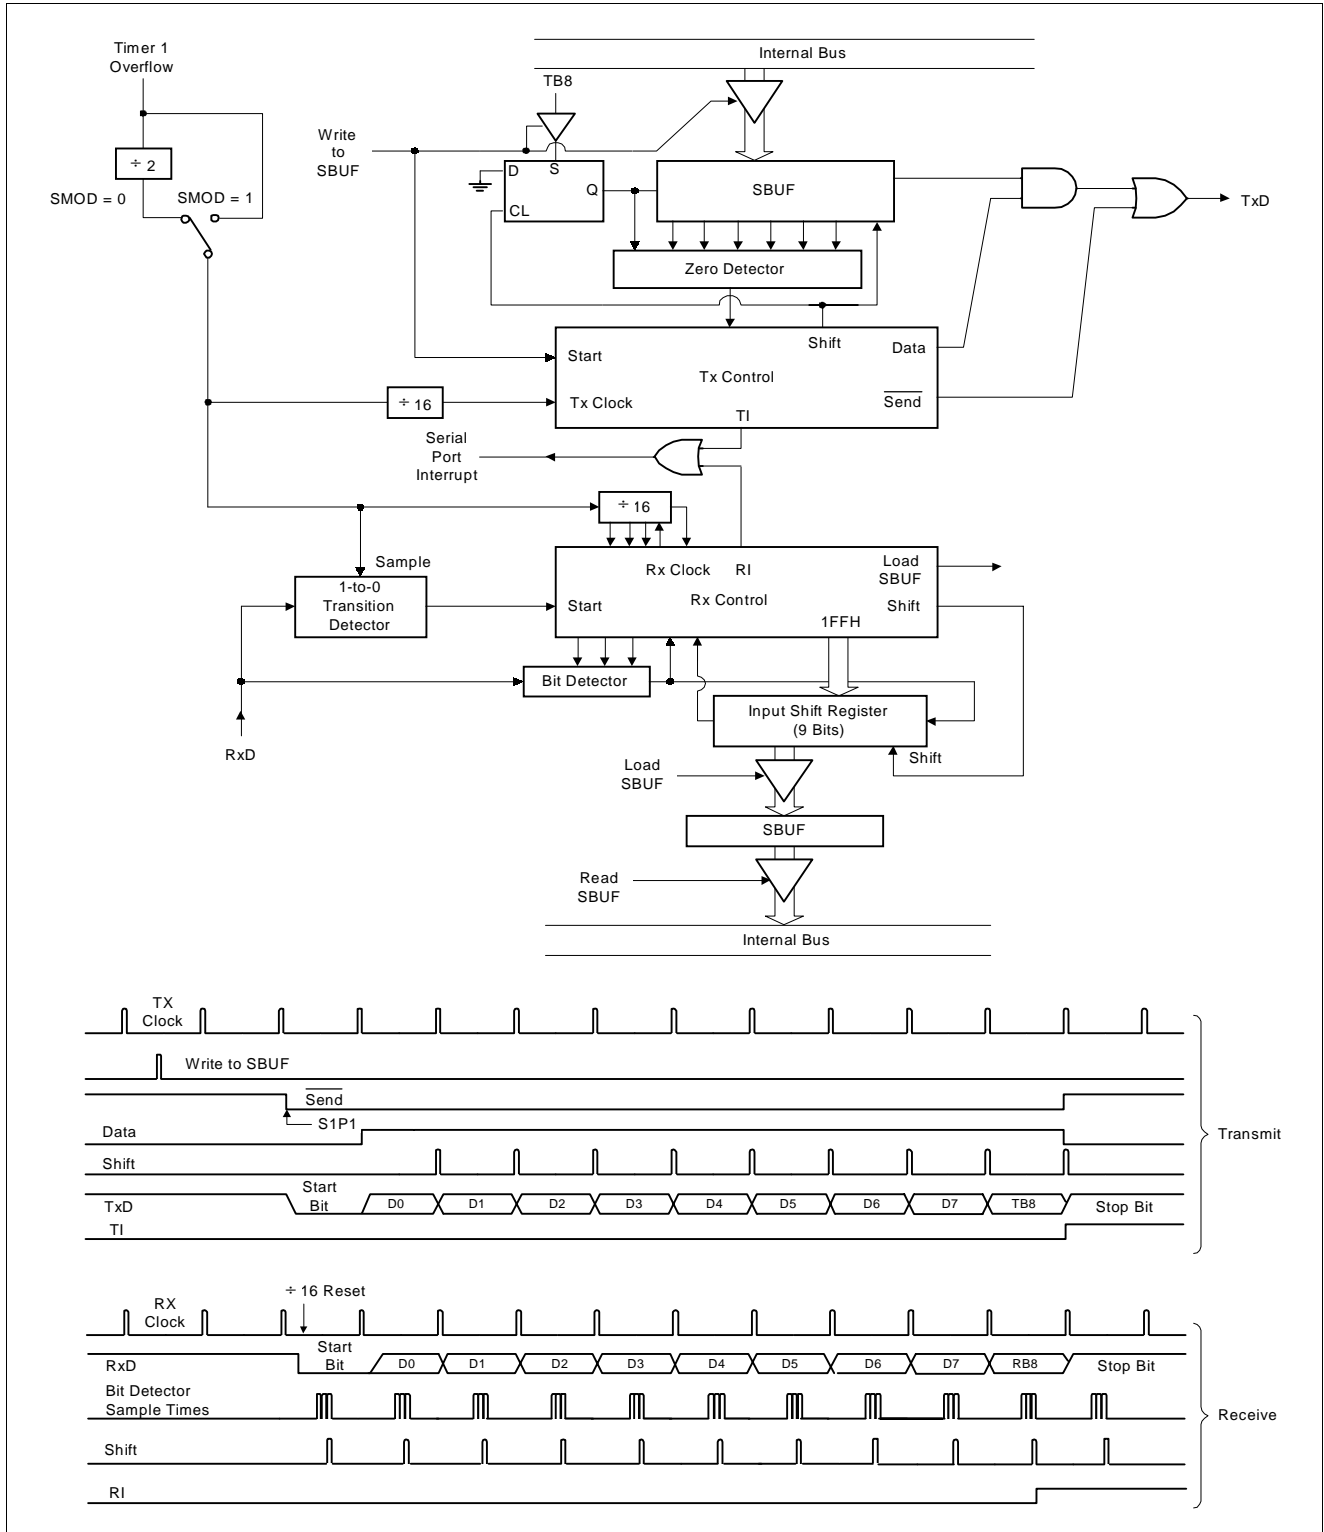 Timer 1
Overflow
Internal Bus
TB8
Write
to
SBUF
÷ 2
SMOD = 0
SMOD = 1
D
S
Q
CL
SBUF
TxD
Zero Detector
Start
Shift
Data
Tx Control
÷ 16
Tx Clock
Send
TI
Serial
Port
Interrupt
÷ 16
Sample
Rx Clock
RI
Load
SBUF
1-to-0
Transition
Detector
Start
Rx Control
Shift
1FFH
Bit Detector
Input Shift Register
(9 Bits)
RxD
Shift
Load
SBUF
SBUF
Read
SBUF
Internal Bus
TX
Clock
Write to SBUF
Send
S1P1
Data
Transmit
Shift
TxD
Start
Bit
D0
D1
D2
D3
D4
D5
D6
D7
TB8
Stop Bit
TI
÷ 16 Reset
RX
Clock
RxD
Start
Bit
D0
D1
D2
D3
D4
D5
D6
D7
RB8
Stop Bit
Bit Detector
Sample Times
Receive
Shift
RI